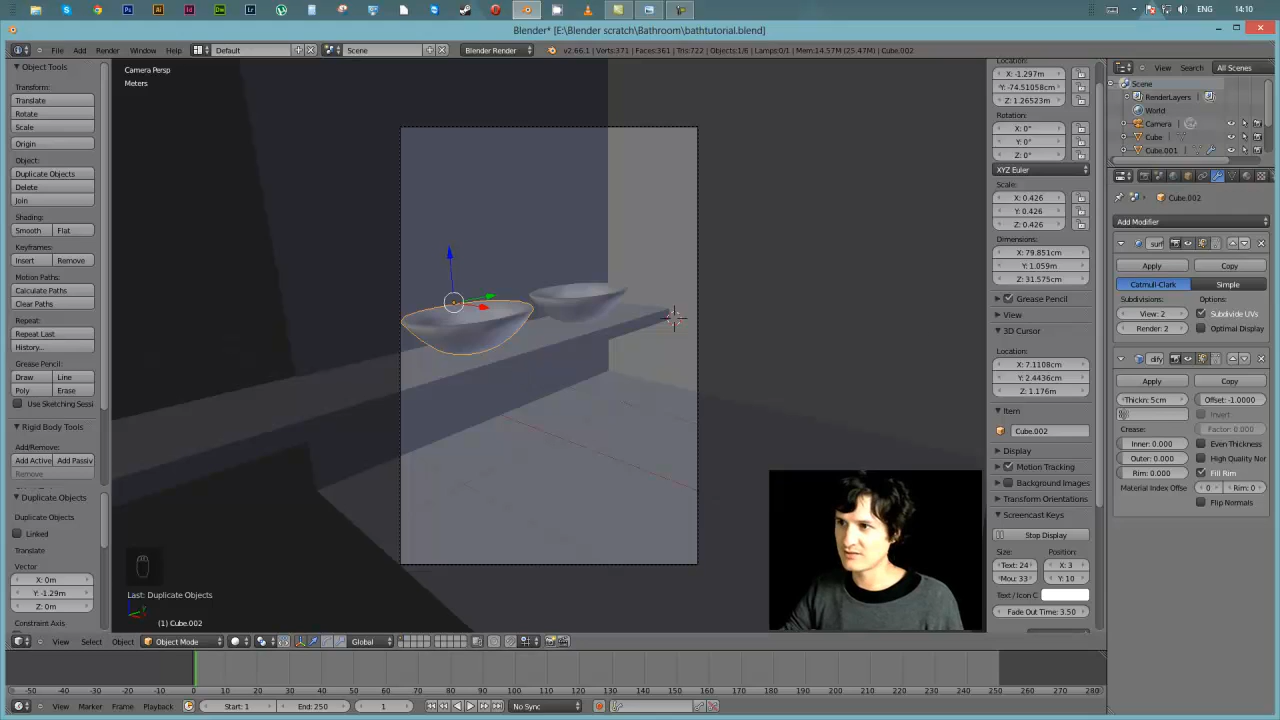 ENG
14:10
Blender* [E:\Blender scratch\Bathroom\bathtutorial.blend]
File
Add
Render
Window
Help
Default
Scene
Blender Render
v2.66.1 | Verts:371 | Faces:361 | Tris:722 | Objects:1/6 | Lamps:0/1 | Mem:14.57M (25.47M) | Cube.002
View
Search
All Scenes
Scene
RenderLayers
World
Camera
Cube
Cube.001
Object Tools
Transform:
Translate
Rotate
Scale
Origin
Object:
Duplicate Objects
Delete
Join
Shading:
Smooth
Flat
Keyframes:
Insert
Remove
Motion Paths:
Calculate Paths
Clear Paths
Repeat:
Repeat Last
History...
Grease Pencil:
Draw
Line
Poly
Erase
Use Sketching Sessi
Rigid Body Tools
Add/Remove:
Add Active
Add Passiv
Remove
Duplicate Objects
Duplicate Objects
Linked
Translate
Vector
X: 0m
Y: -1.29m
Z: 0m
Constraint Axis
Camera Persp
Meters
Last: Duplicate Objects
(1) Cube.002
Location:
X: -1.297m
Y: -74.51058cm
Z: 1.26523m
Rotation:
X: 0°
Y: 0°
Z: 0°
XYZ Euler
Scale:
X: 0.426
Y: 0.426
Z: 0.426
Dimensions:
X: 79.851cm
Y: 1.059m
Z: 31.575cm
Grease Pencil
View
3D Cursor
Location:
X: 7.1108cm
Y: 2.4436cm
Z: 1.176m
Item
Cube.002
Display
Motion Tracking
Background Images
Transform Orientations
Screencast Keys
Stop Display
Size:
Position:
Text: 24
X: 3
Mou: 33
Y: 10
Text / Icon C
Fade Out Time: 3.50
Cube.002
Add Modifier
surf
Apply
Copy
Catmull-Clark
Simple
Subdivisions:
Options:
View: 2
Subdivide UVs
Render: 2
Optimal Display
dify
Apply
Copy
Thickn: 5cm
Offset: -1.0000
Invert
Crease:
Factor: 0.000
Inner: 0.000
Even Thickness
Outer: 0.000
High Quality Nor
Rim: 0.000
Fill Rim
Material Index Offse
0
Rim: 0
Flip Normals
View
Select
Object
Object Mode
Global
-50 -40 -30 -20 -10 0 10 20 30 40 50 60 70 80 90 100 110 120 130 140 150 160 170 180 190 200 210 220 230 240 250 260 270 280
View
Marker
Frame
Playback
Start: 1
End: 250
1
No Sync